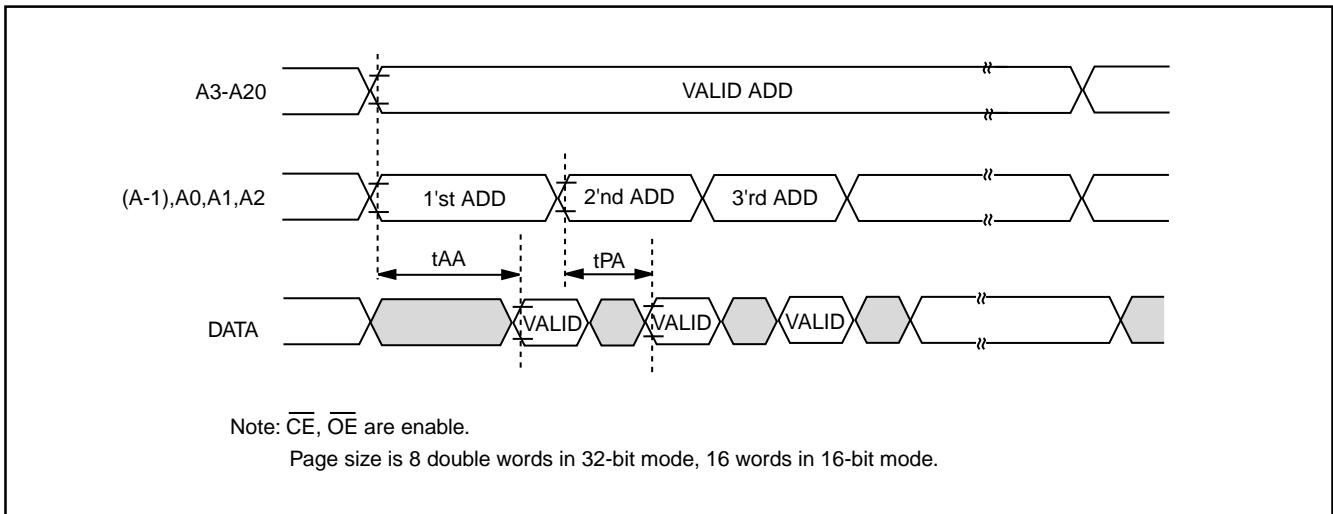 A3-A20
VALID ADD
(A-1),A0,A1,A2
1'st ADD
2'nd ADD
3'rd ADD
tAA
tPA
DATA
VALID
VALID
VALID
Note: C̅E̅, O̅E̅ are enable.
Page size is 8 double words in 32-bit mode, 16 words in 16-bit mode.